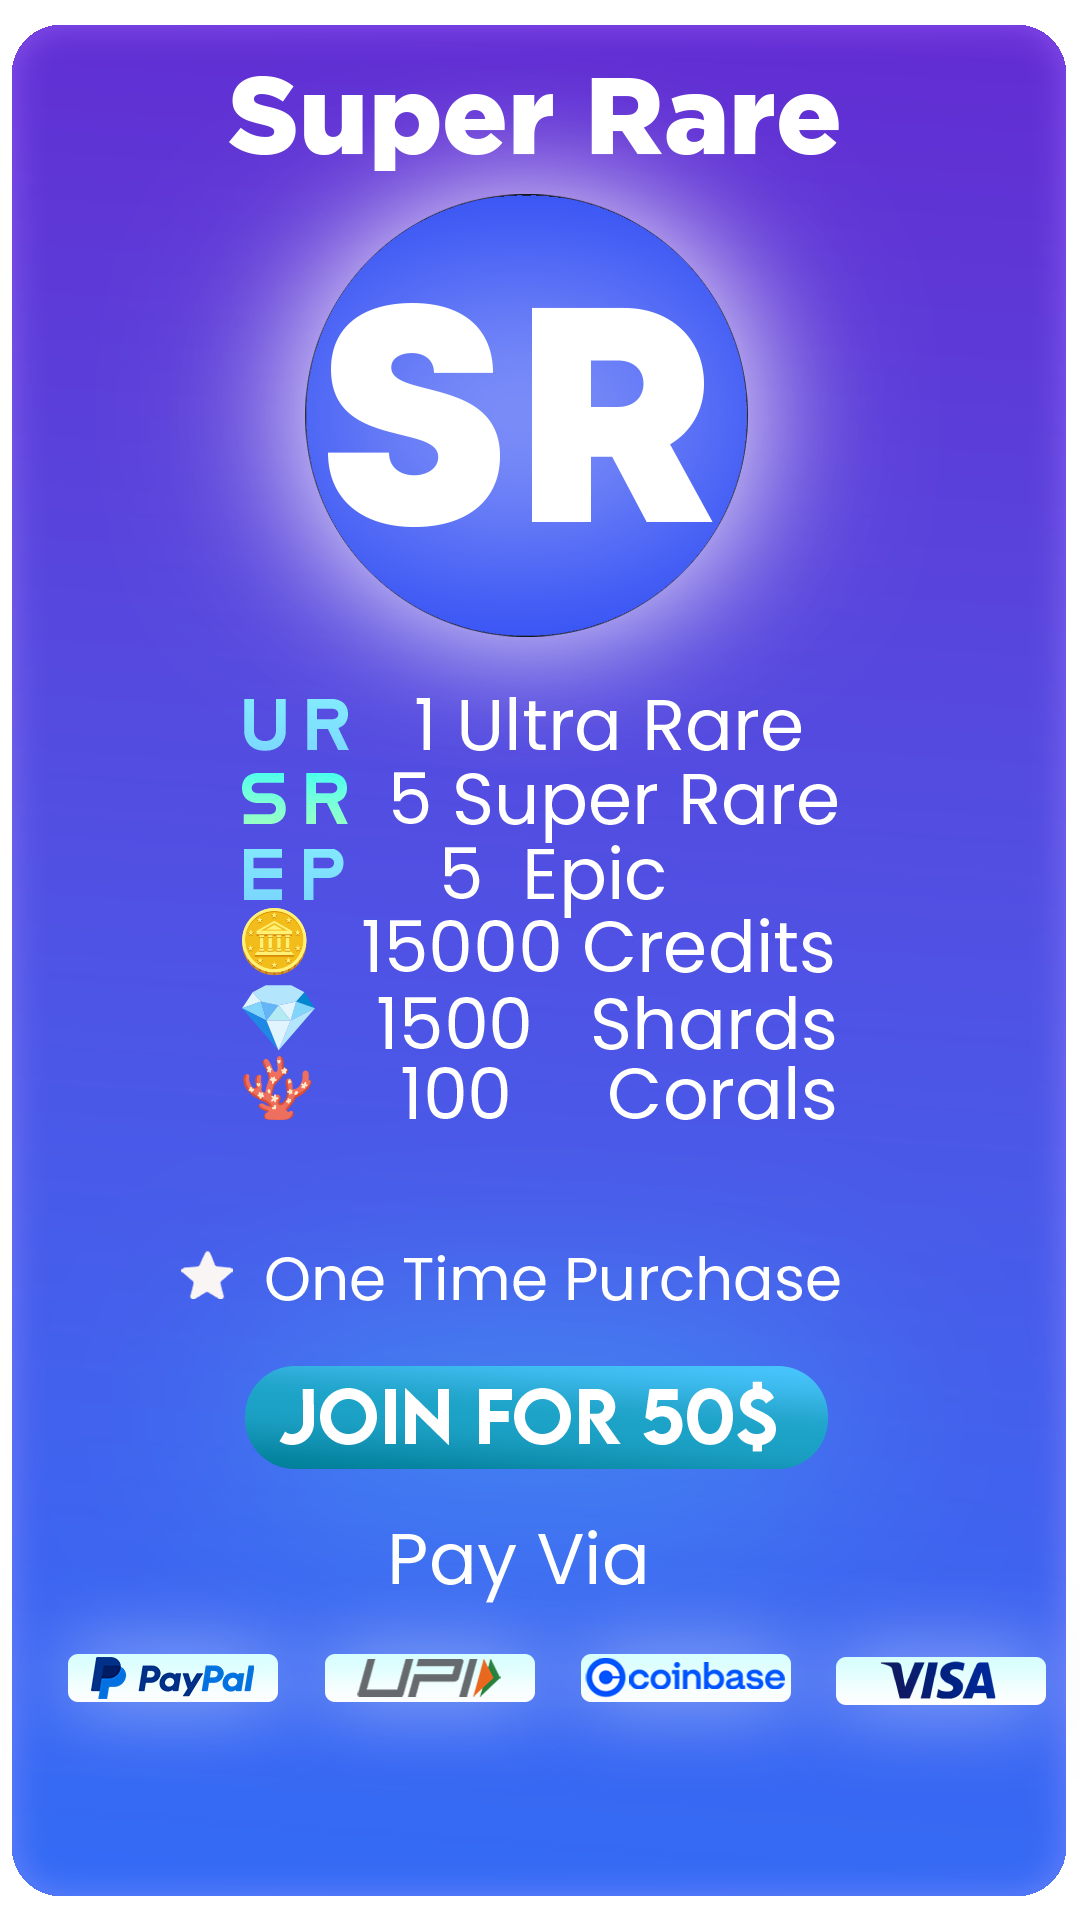 Super Rare
SR
UR 1 Ultra Rare
SR 5 Super Rare
EP 5 Epic
15000 Credits
1500 Shards
100 Corals
One Time Purchase
JOIN FOR 50$
Pay Via
PayPal UPI coinbase VISA